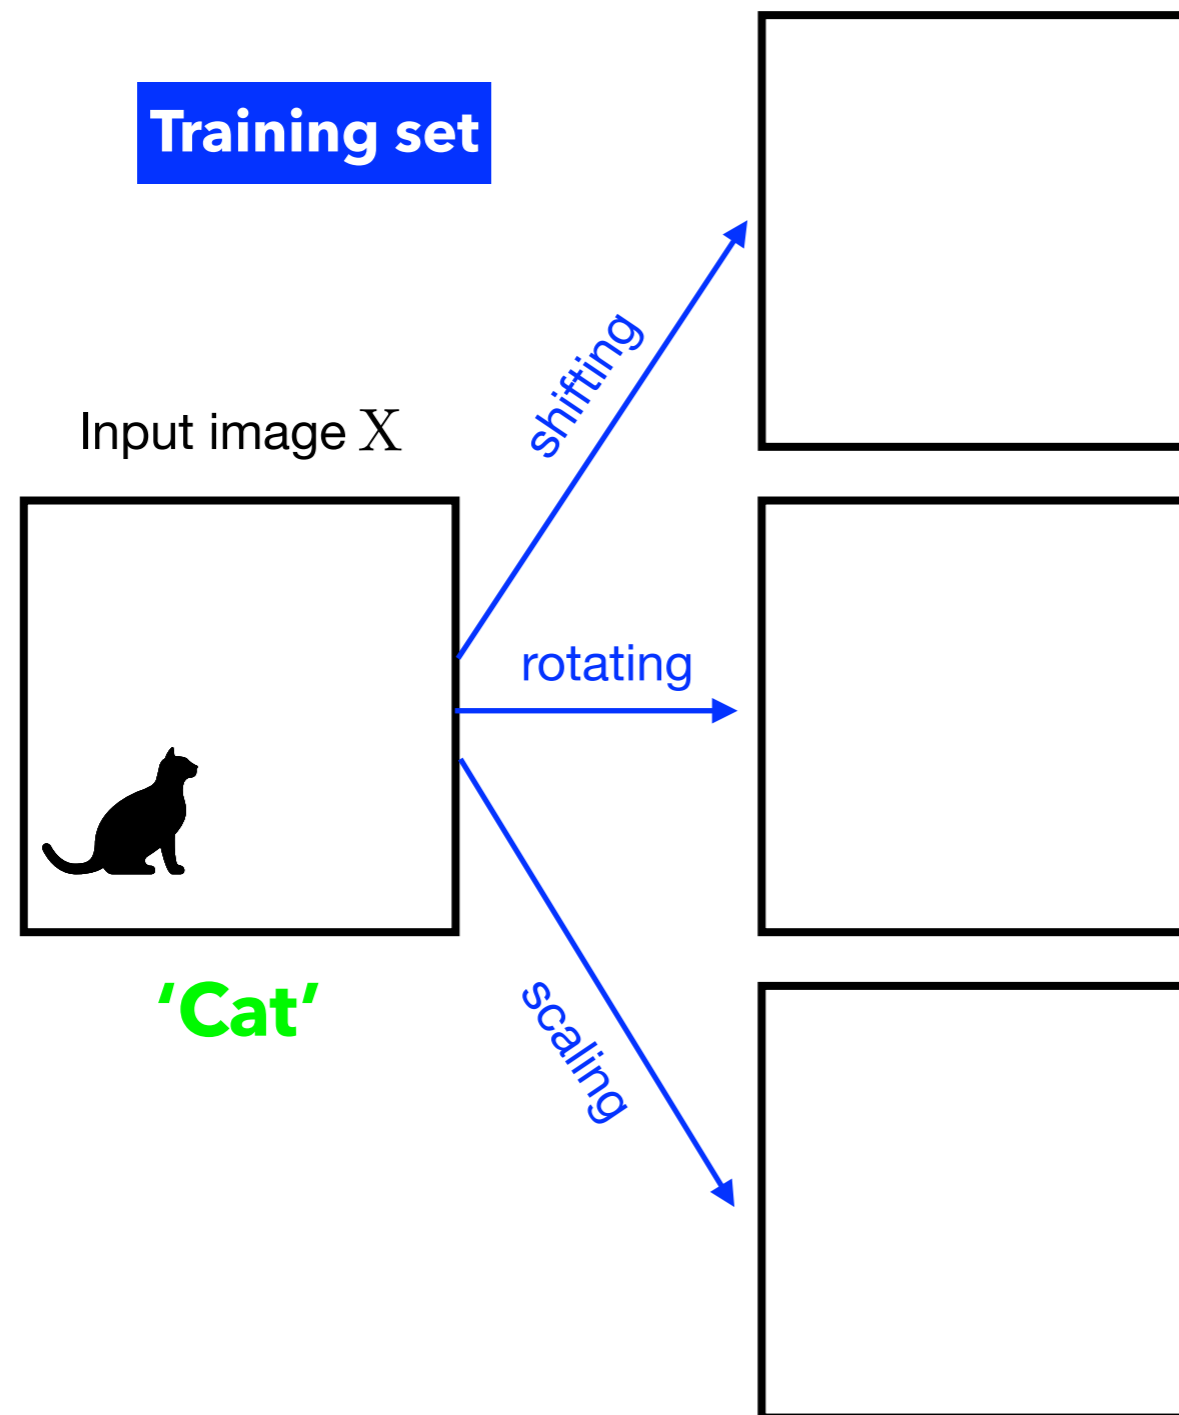 Training set
shifting
Input image X
rotating
'Cat'
scaling